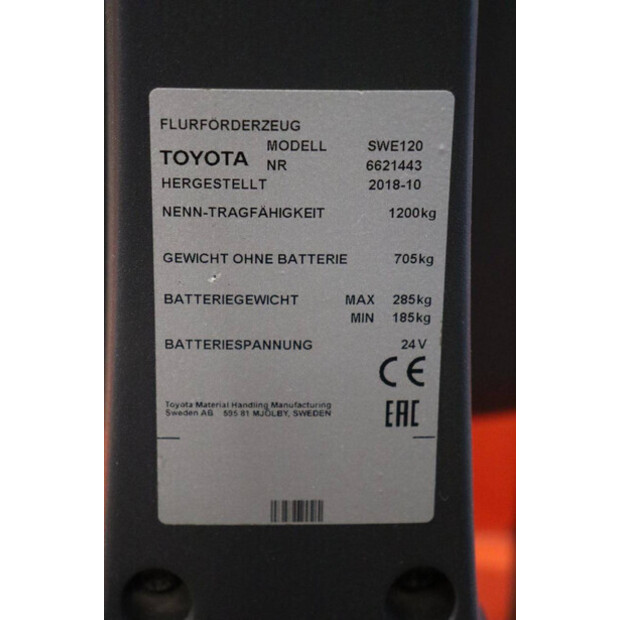 FLURFÖRDERZEUG
TOYOTA MODELL SWE120
NR 6621443
HERGESTELLT 2018-10
NENN-TRAGFÄHIGKEIT 1200kg
GEWICHT OHNE BATTERIE 705kg
BATTERIEGEWICHT MAX 285kg
MIN 185kg
BATTERIESPANNUNG 24V
CE
Toyota Material Handling Manufacturing
Sweden AB 595 81 MJÖLBY, SWEDEN
EAC